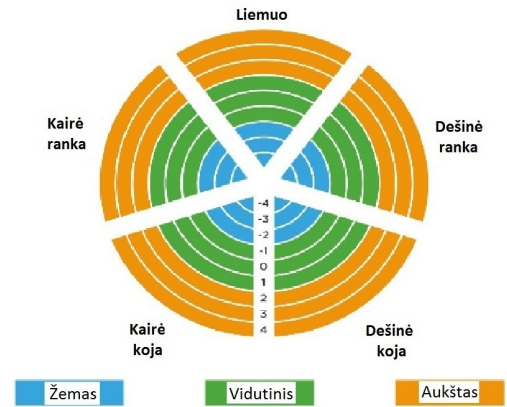 Liemuo
Kairė
ranka
Dešinė
ranka
-4
-3
-2
-1
0
1
2
3
4
Kairė
koja
Dešinė
koja
Žemas
Vidutinis
Aukštas